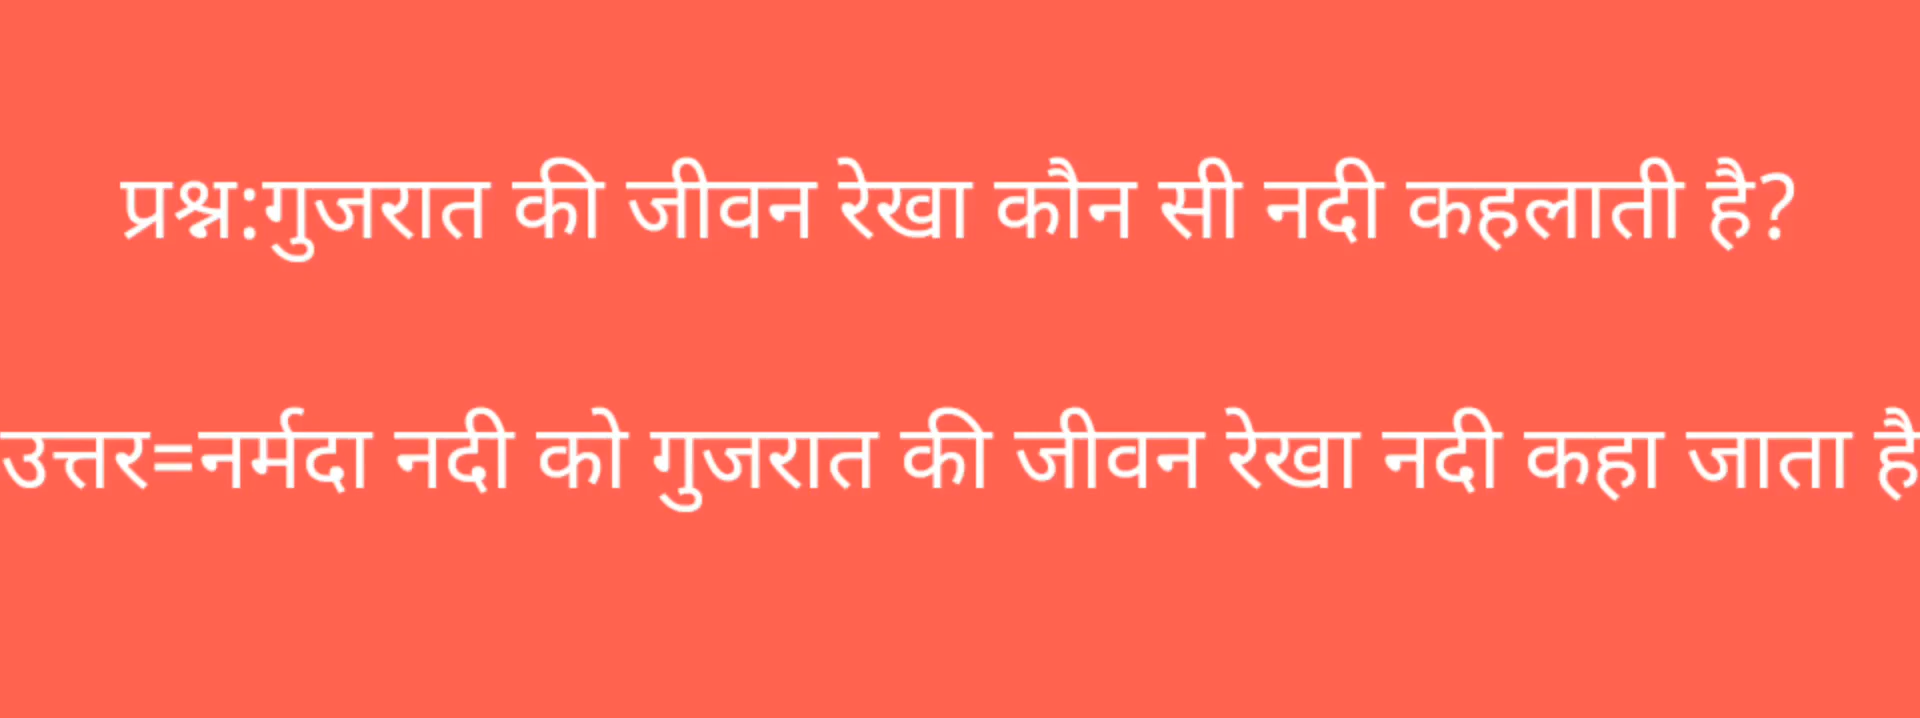 प्रश्न:गुजरात की जीवन रेखा कौन सी नदी कहलाती है?
उत्तर=नर्मदा नदी को गुजरात की जीवन रेखा नदी कहा जाता है